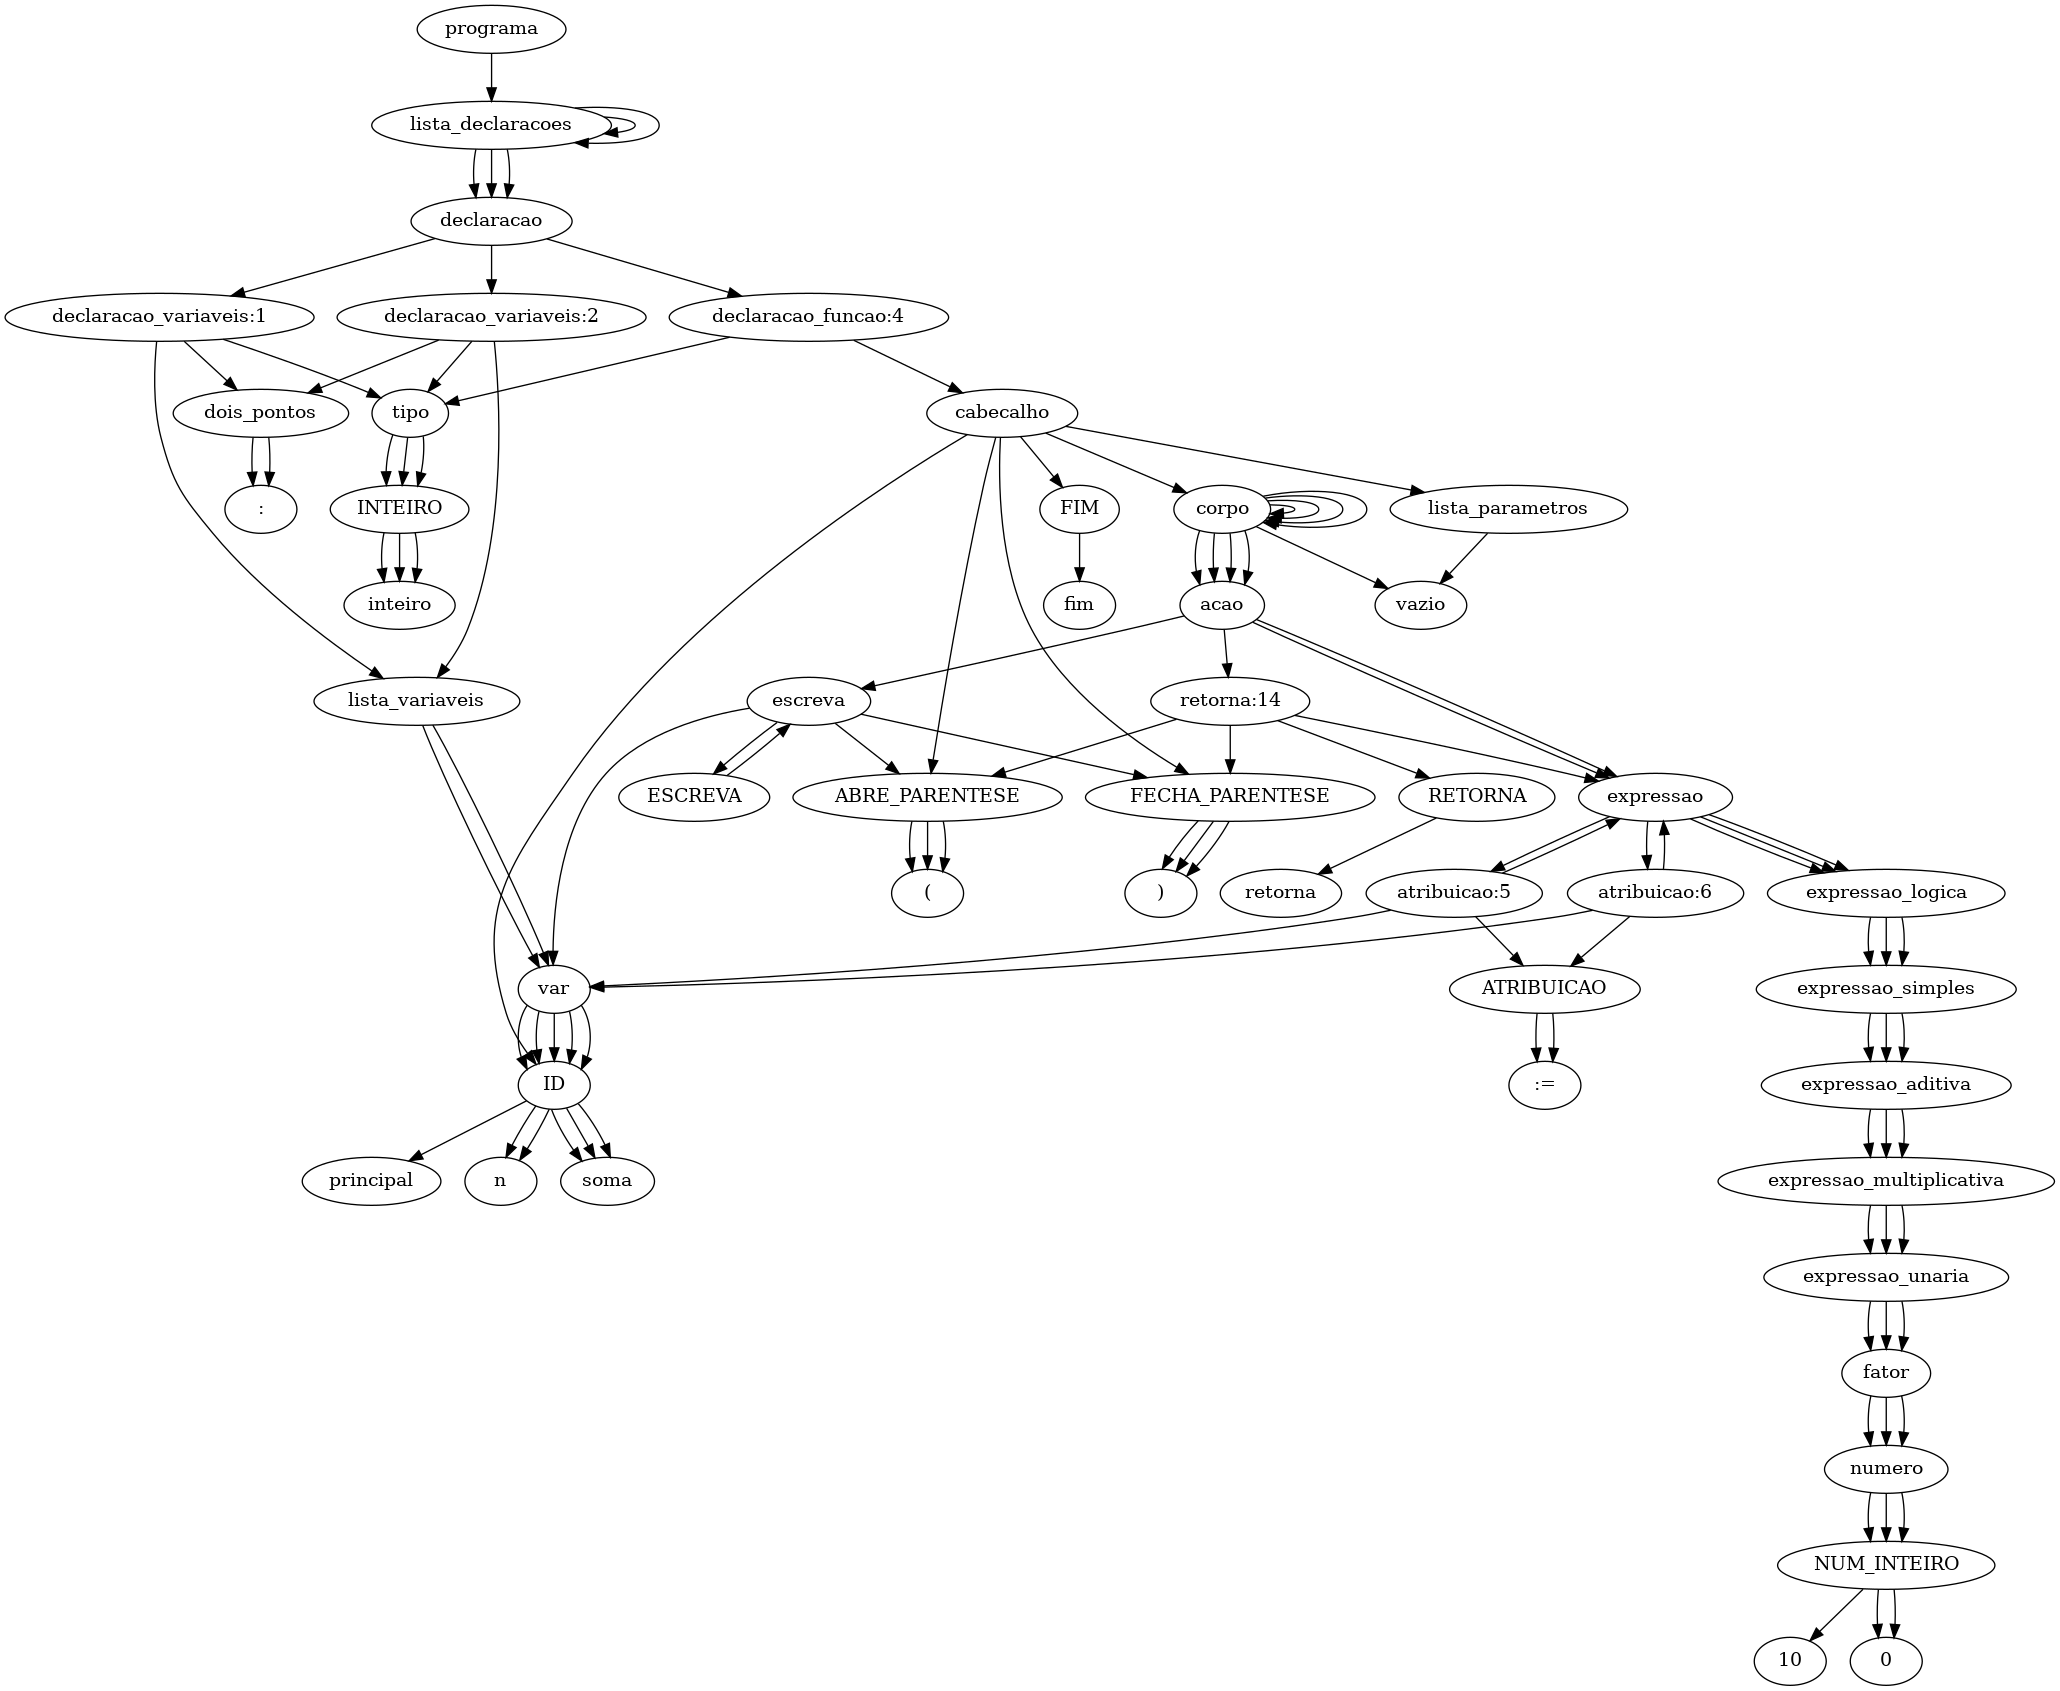 programa
lista_declaracoes
declaracao
declaracao_variaveis:1
declaracao_variaveis:2
declaracao_funcao:4
dois_pontos
tipo
cabecalho
:
INTEIRO
FIM
corpo
lista_parametros
inteiro
fim
acao
vazio
lista_variaveis
escreva
retorna:14
ESCREVA
ABRE_PARENTESE
FECHA_PARENTESE
RETORNA
expressao
(
)
retorna
atribuicao:5
atribuicao:6
expressao_logica
var
ATRIBUICAO
expressao_simples
ID
:=
expressao_aditiva
principal
n
soma
expressao_multiplicativa
expressao_unaria
fator
numero
NUM_INTEIRO
10
0